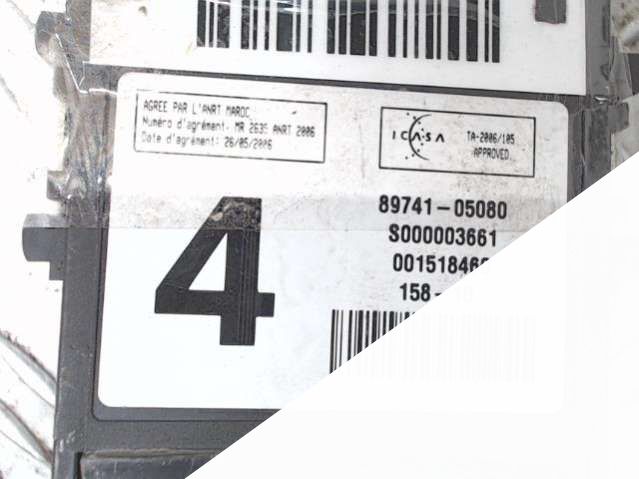 AGREE PAR L'ANRT MAROC
Numéro d'agrément: MR 2635 ANRT 2006
Date d'agrément: 26/05/2006
ICASA
TA-2006/105
APPROVED
4
89741-05080
S000003661